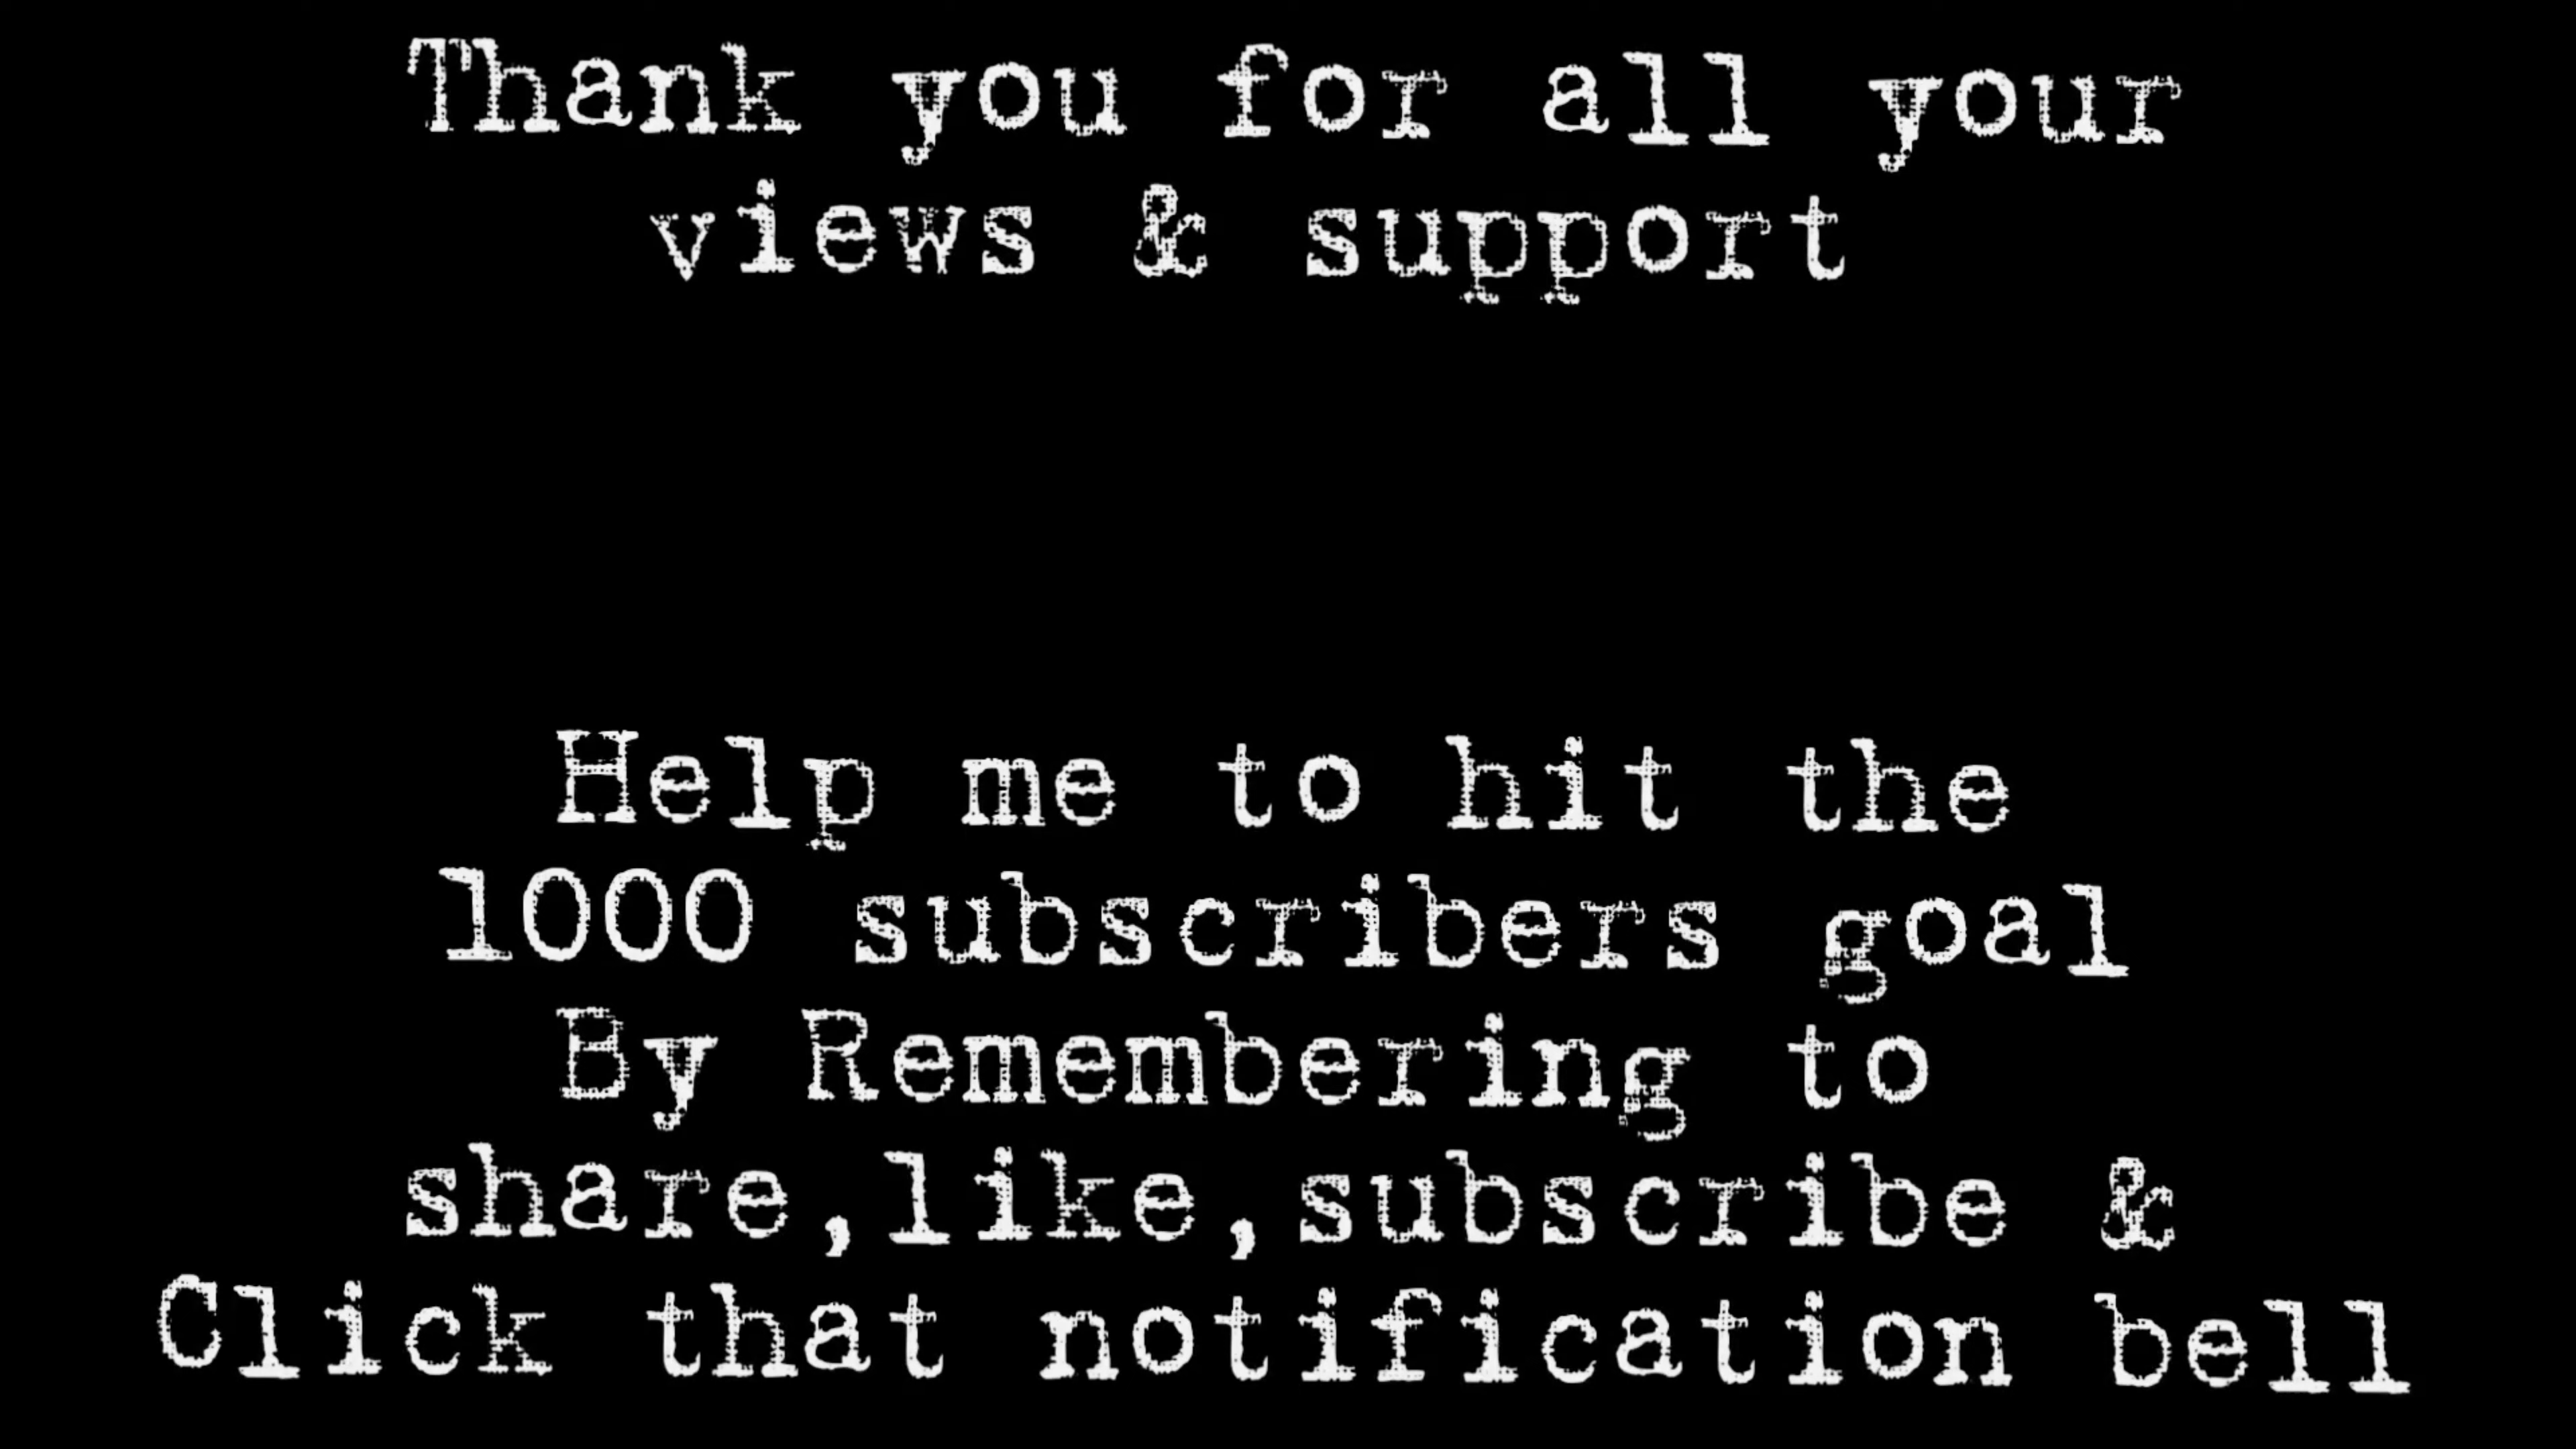 Thank you for all your
views & support
Help me to hit the
1000 subscribers goal
By Remembering to
share,like,subscribe &
Click that notification bell